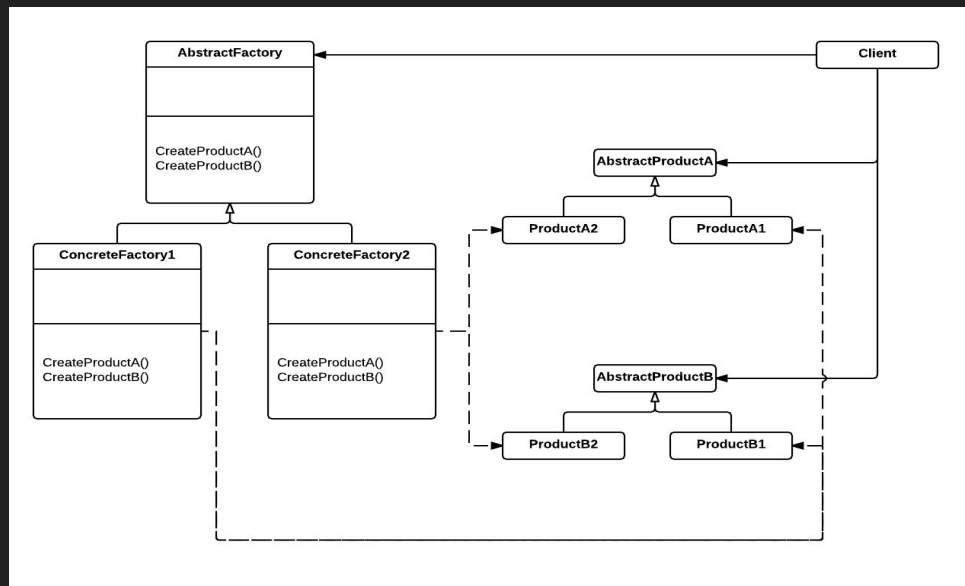 AbstractFactory
Client
CreateProductA()
CreateProductB()
AbstractProductA
ProductA2
ProductA1
ConcreteFactory1
ConcreteFactory2
CreateProductA()
CreateProductB()
CreateProductA()
CreateProductB()
AbstractProductB
ProductB2
ProductB1